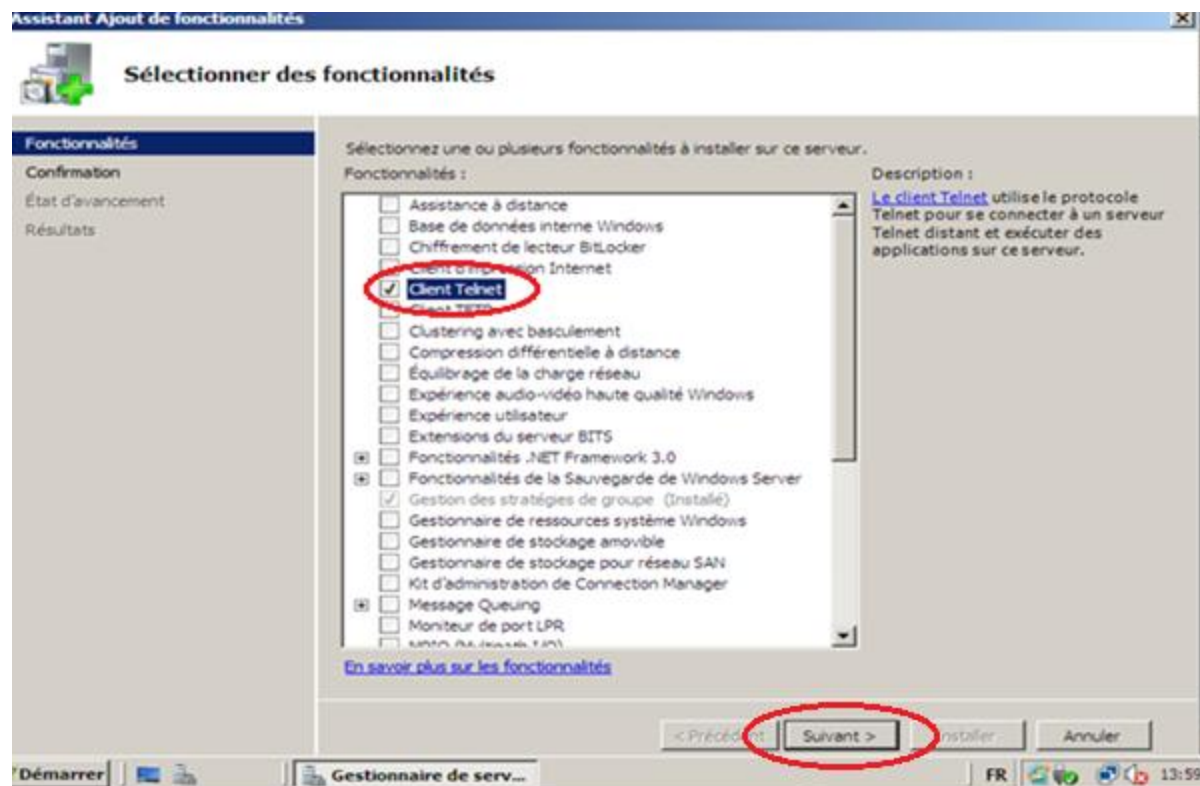 Assistant Ajout de fonctionnalités
Sélectionner des fonctionnalités
Fonctionnalités
Confirmation
État d'avancement
Résultats
Sélectionnez une ou plusieurs fonctionnalités à installer sur ce serveur.
Fonctionnalités :
Assistance à distance
Base de données interne Windows
Chiffrement de lecteur BitLocker
Client d'impression Internet
Client Telnet
Client TFTP
Clustering avec basculement
Compression différentielle à distance
Équilibrage de la charge réseau
Expérience audio-vidéo haute qualité Windows
Expérience utilisateur
Extensions du serveur BITS
Fonctionnalités .NET Framework 3.0
Fonctionnalités de la Sauvegarde de Windows Server
Gestion des stratégies de groupe (Installé)
Gestionnaire de ressources système Windows
Gestionnaire de stockage amovible
Gestionnaire de stockage pour réseau SAN
Kit d'administration de Connection Manager
Message Queuing
Moniteur de port LPR
MPIO (Multipath I/O)
En savoir plus sur les fonctionnalités
Description :
Le client Telnet utilise le protocole
Telnet pour se connecter à un serveur
Telnet distant et exécuter des
applications sur ce serveur.
< Précédent
Suivant >
Installer
Annuler
Démarrer
Gestionnaire de serv...
FR
13:59